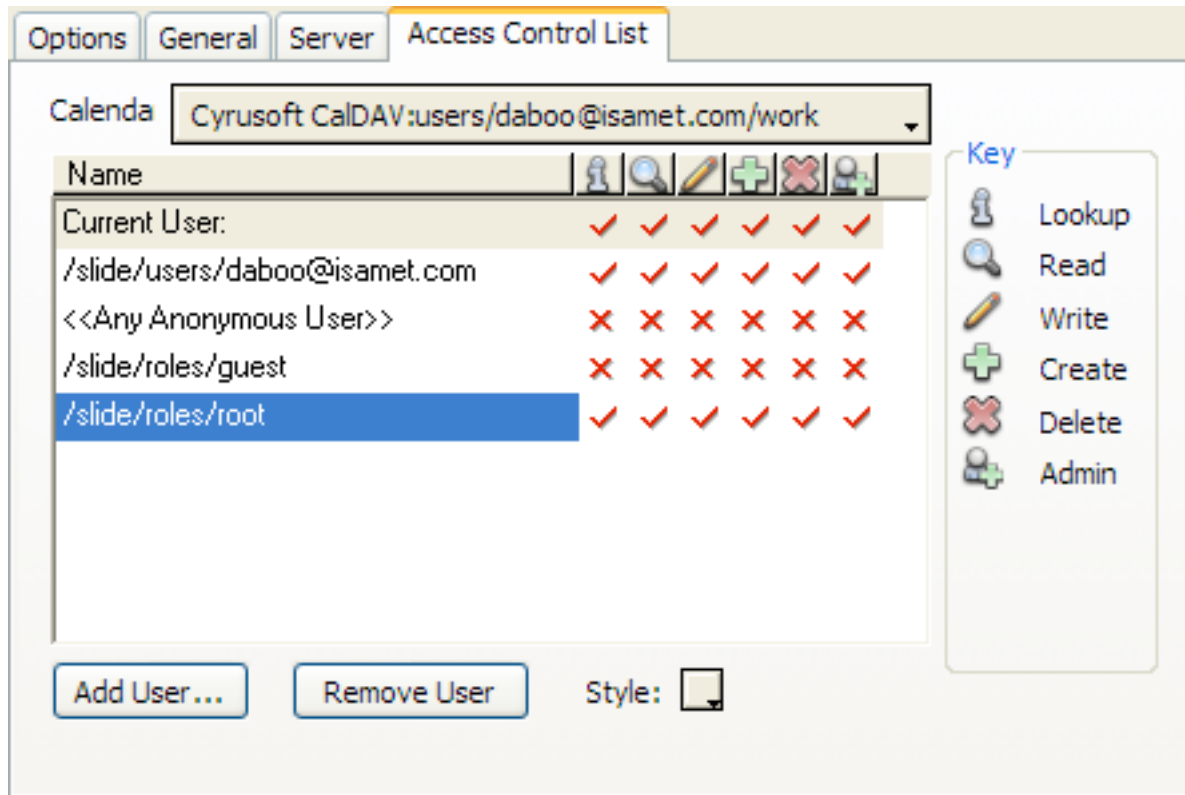 Options General Server Access Control List
Calenda Cyrusoft CalDAV:users/daboo@isamet.com/work
Name
Current User:
/slide/users/daboo@isamet.com
<<Any Anonymous User>>
/slide/roles/guest
/slide/roles/root
Key
Lookup
Read
Write
Create
Delete
Admin
Add User... Remove User Style: